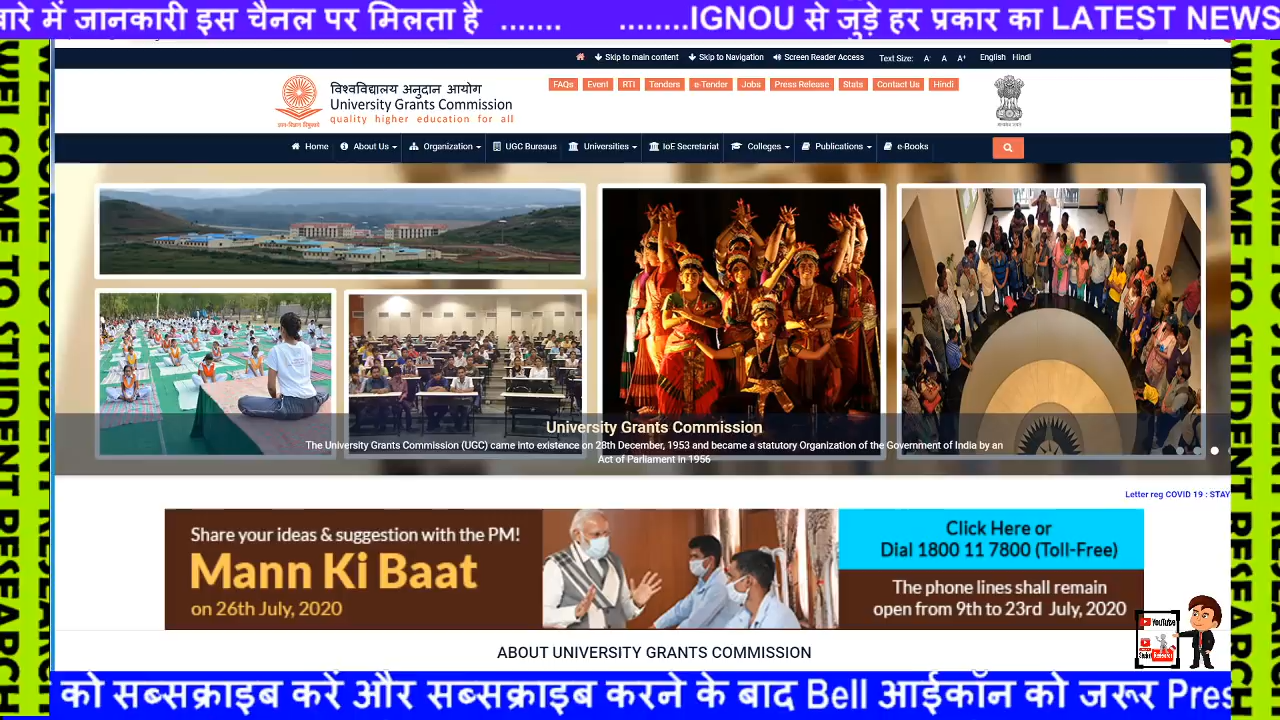 बारे में जानकारी इस चैनल पर मिलता है ....... ........IGNOU से जुड़े हर प्रकार का LATEST NEWS
Skip to main content Skip to Navigation Screen Reader Access Text Size: A- A A+ English Hindi
विश्वविद्यालय अनुदान आयोग
University Grants Commission
quality higher education for all
ज्ञान-विज्ञान विमुक्तये
FAQs Event RTI Tenders e-Tender Jobs Press Release Stats Contact Us Hindi
सत्यमेव जयते
Home About Us Organization UGC Bureaus Universities IoE Secretariat Colleges Publications e-Books
University Grants Commission
The University Grants Commission (UGC) came into existence on 28th December, 1953 and became a statutory Organization of the Government of India by an
Act of Parliament in 1956
Letter reg COVID 19 : STAY
Share your ideas & suggestion with the PM!
Mann Ki Baat
on 26th July, 2020
Click Here or
Dial 1800 11 7800 (Toll-Free)
The phone lines shall remain
open from 9th to 23rd July, 2020
YouTube
ABOUT UNIVERSITY GRANTS COMMISSION
को सब्सक्राइब करें और सब्सक्राइब करने के बाद Bell आईकॉन को जरूर Pres
WELCOME TO STUDENT RESEARCH
WELCOME TO STUDENT RESEARCH